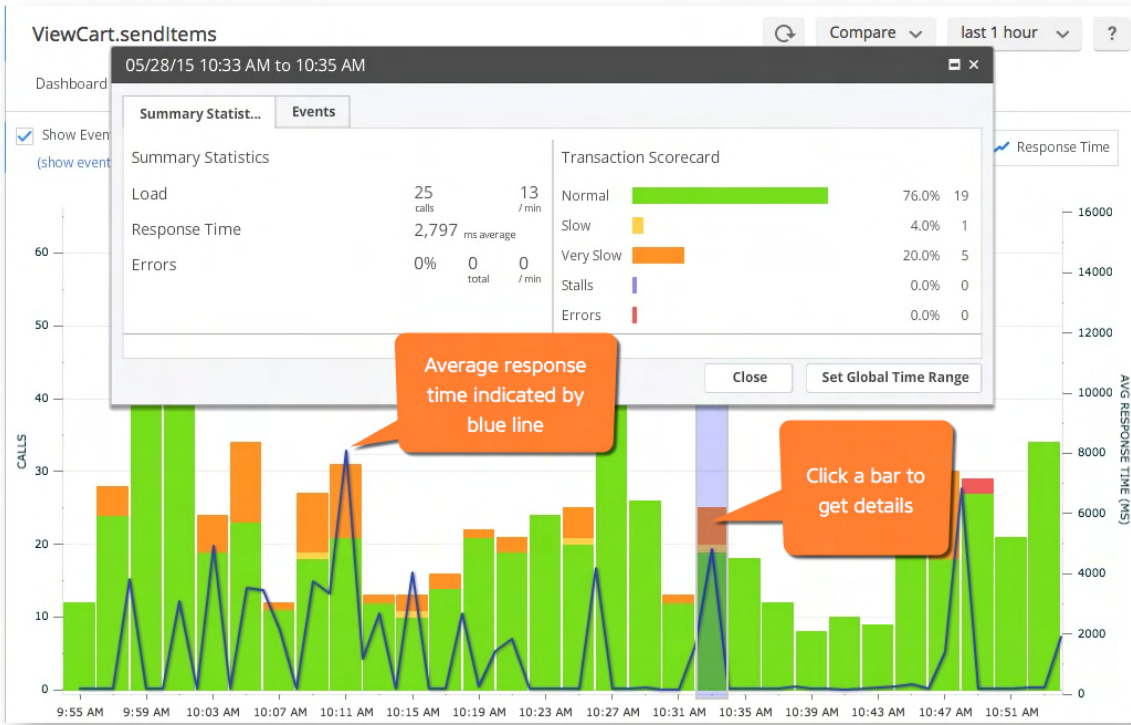 ViewCart.sendItems
Compare
last 1 hour
?
05/28/15 10:33 AM to 10:35 AM
Dashboard
Summary Statist...
Events
Show Even
(show event
Response Time
Summary Statistics
Load
25
calls
13
/ min
Response Time
2,797 ms average
Errors
0%
0
total
0
/ min
Transaction Scorecard
Normal 76.0% 19
Slow 4.0% 1
Very Slow 20.0% 5
Stalls 0.0% 0
Errors 0.0% 0
Close
Set Global Time Range
Average response
time indicated by
blue line
Click a bar to
get details
CALLS
60
50
40
30
20
10
0
16000
14000
12000
10000
8000
6000
4000
2000
0
AVG RESPONSE TIME (MS)
9:55 AM 9:59 AM 10:03 AM 10:07 AM 10:11 AM 10:15 AM 10:19 AM 10:23 AM 10:27 AM 10:31 AM 10:35 AM 10:39 AM 10:43 AM 10:47 AM 10:51 AM